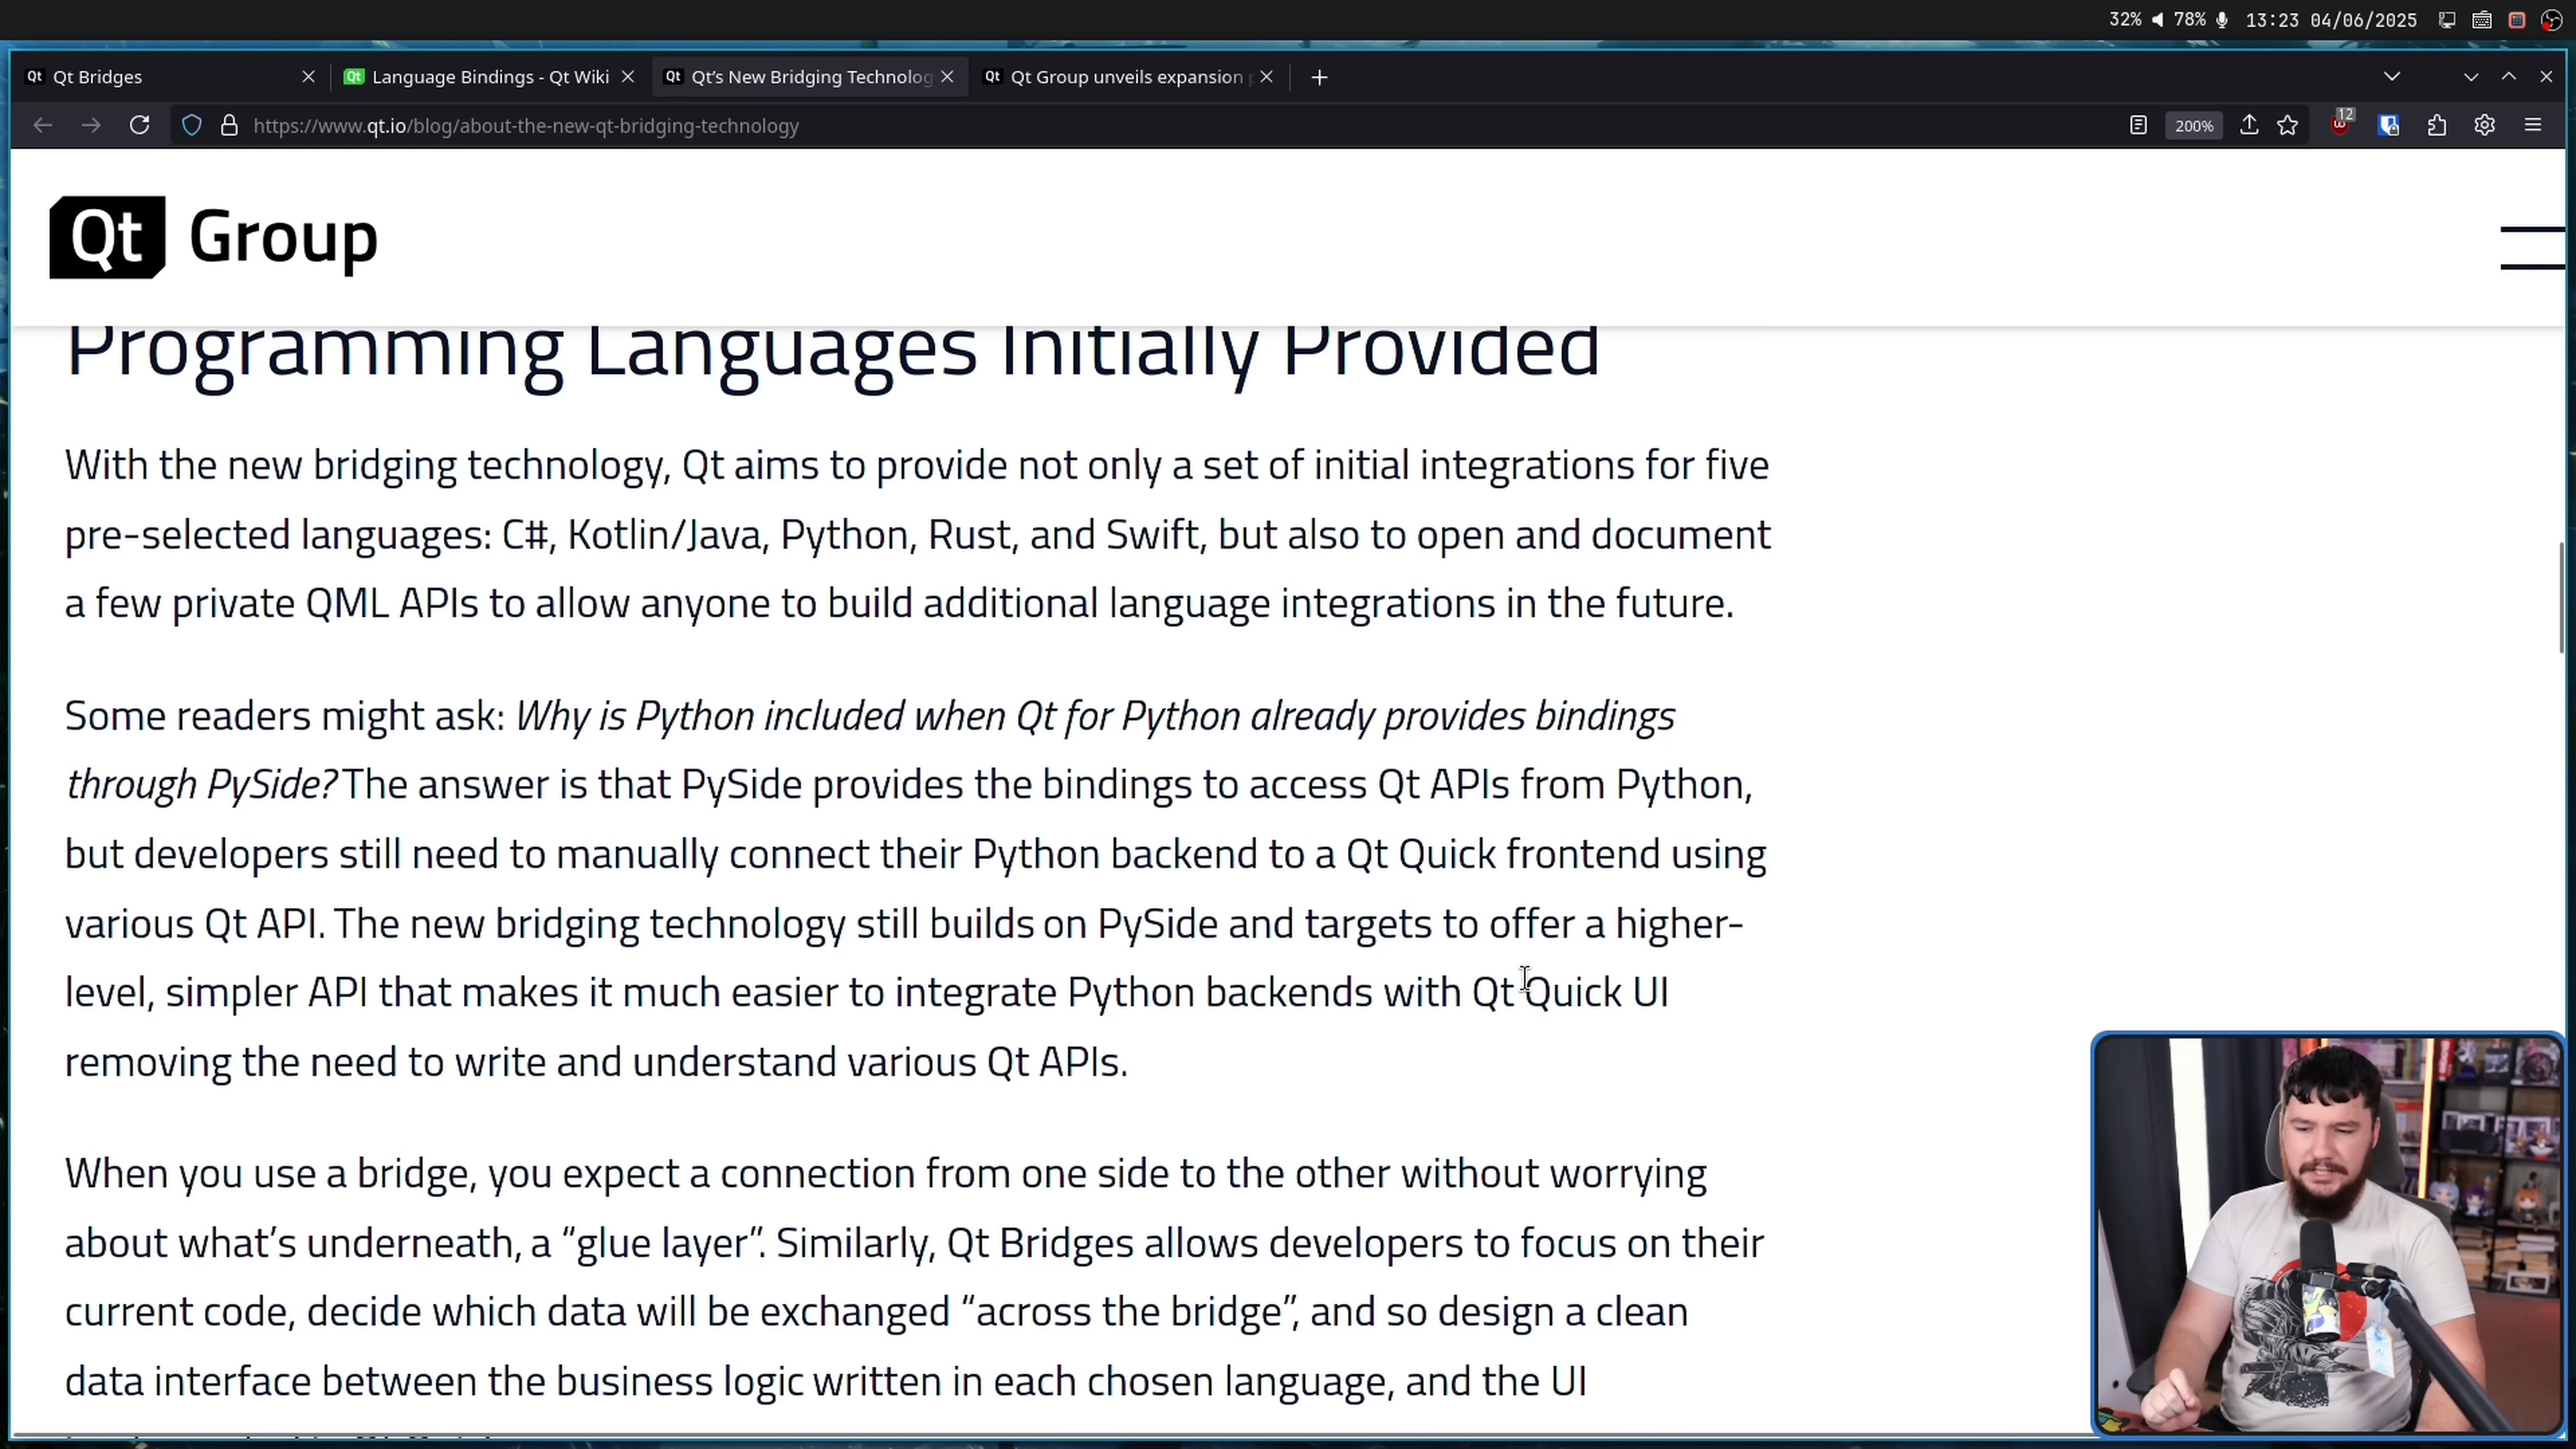 32% 78% 13:23 04/06/2025
Qt Qt Bridges Qt Language Bindings - Qt Wiki Qt Qt's New Bridging Technolog Qt Qt Group unveils expansion
https://www.qt.io/blog/about-the-new-qt-bridging-technology 200% 12
Qt Group
Programming Languages Initially Provided
With the new bridging technology, Qt aims to provide not only a set of initial integrations for five
pre-selected languages: C#, Kotlin/Java, Python, Rust, and Swift, but also to open and document
a few private QML APIs to allow anyone to build additional language integrations in the future.
Some readers might ask: Why is Python included when Qt for Python already provides bindings
through PySide? The answer is that PySide provides the bindings to access Qt APIs from Python,
but developers still need to manually connect their Python backend to a Qt Quick frontend using
various Qt API. The new bridging technology still builds on PySide and targets to offer a higher-
level, simpler API that makes it much easier to integrate Python backends with Qt Quick UI
removing the need to write and understand various Qt APIs.
When you use a bridge, you expect a connection from one side to the other without worrying
about what's underneath, a “glue layer”. Similarly, Qt Bridges allows developers to focus on their
current code, decide which data will be exchanged “across the bridge”, and so design a clean
data interface between the business logic written in each chosen language, and the UI